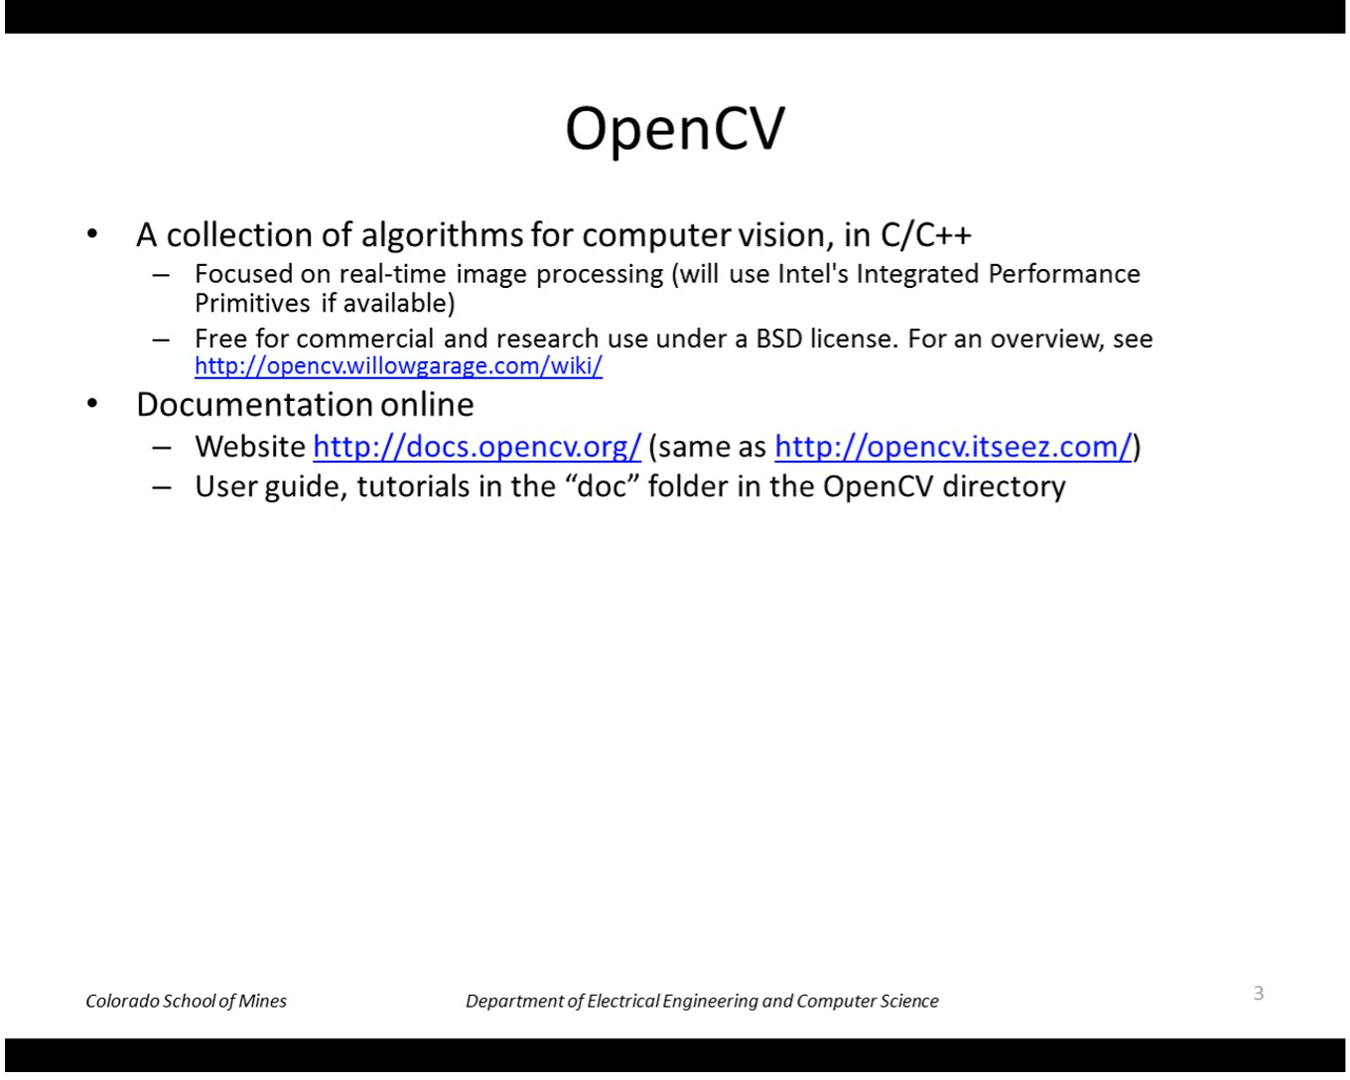 OpenCV
• A collection of algorithms for computer vision, in C/C++
– Focused on real-time image processing (will use Intel's Integrated Performance
Primitives if available)
– Free for commercial and research use under a BSD license. For an overview, see
http://opencv.willowgarage.com/wiki/
• Documentation online
– Website http://docs.opencv.org/ (same as http://opencv.itseez.com/)
– User guide, tutorials in the “doc” folder in the OpenCV directory
Colorado School of Mines
Department of Electrical Engineering and Computer Science
3